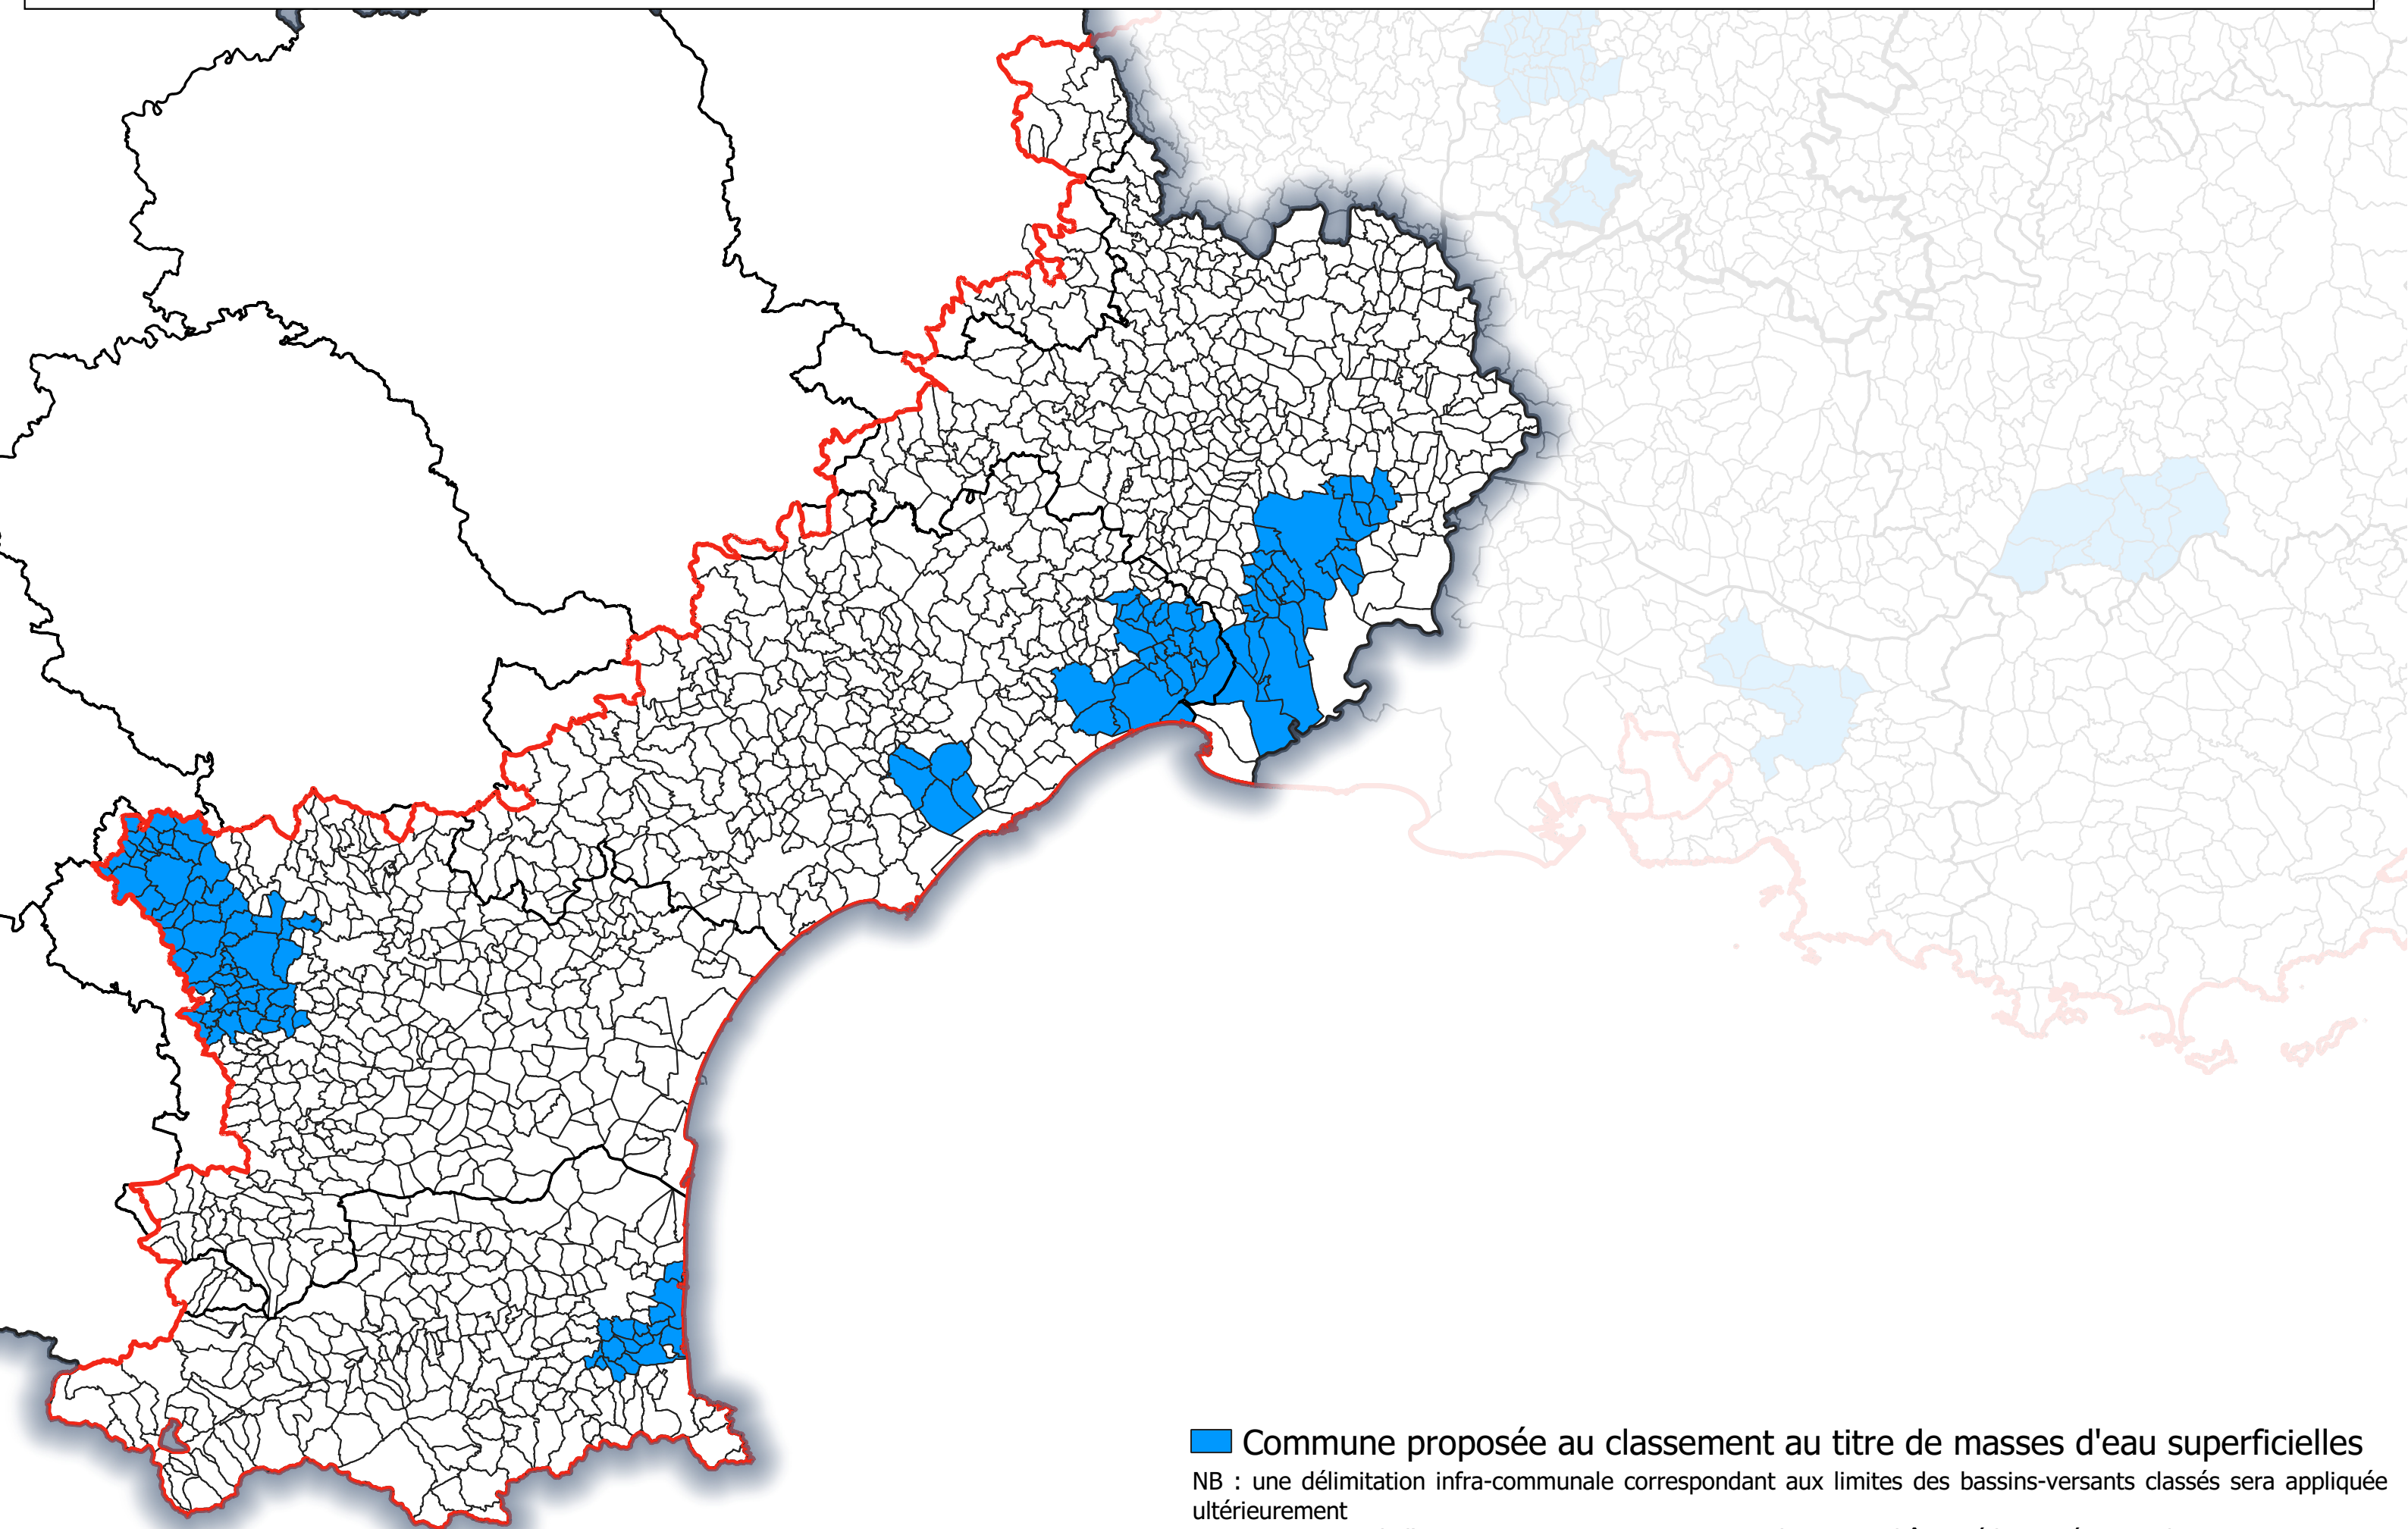 Commune proposée au classement au titre de masses d'eau superficielles
NB : une délimitation infra-communale correspondant aux limites des bassins-versants classés sera appliquée
ultérieurement